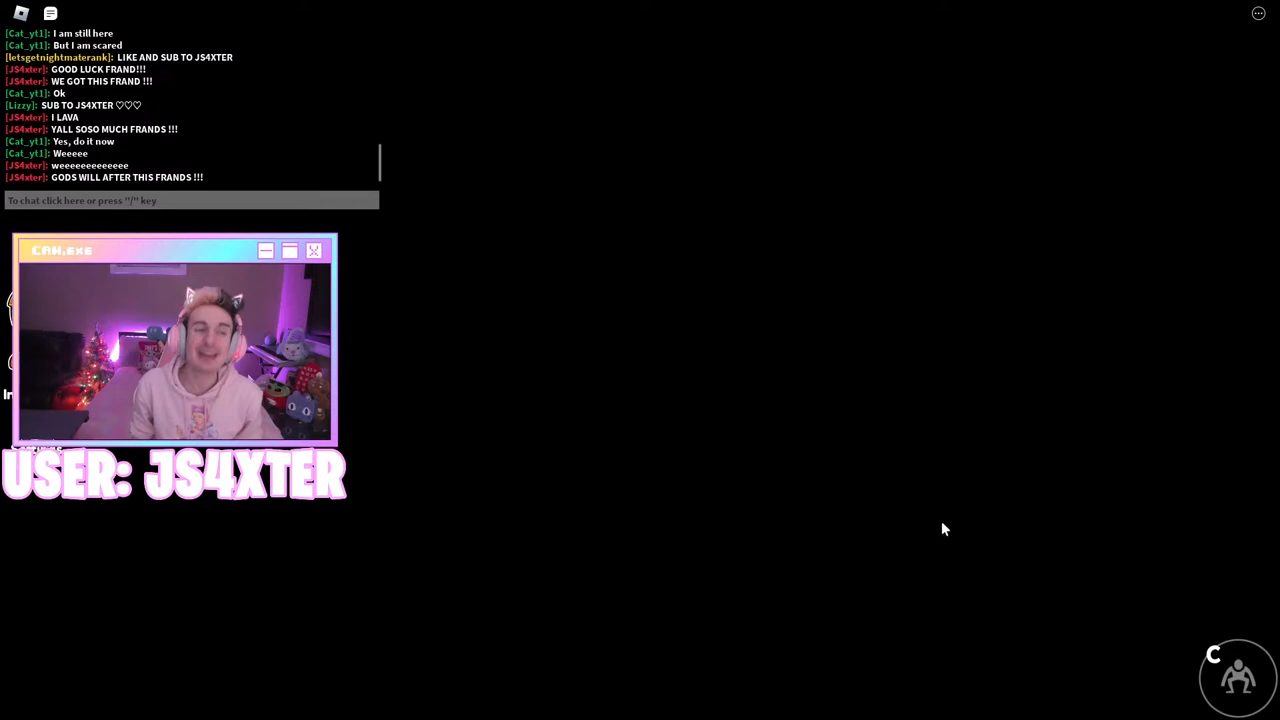 [Cat_yt1]: I am still here
[Cat_yt1]: But I am scared
[letsgetnightmaterank]: LIKE AND SUB TO JS4XTER
[JS4xter]: GOOD LUCK FRAND!!!
[JS4xter]: WE GOT THIS FRAND !!!
[Cat_yt1]: Ok
[Lizzy]: SUB TO JS4XTER ♡♡♡
[JS4xter]: I LAVA
[JS4xter]: YALL SOSO MUCH FRANDS !!!
[Cat_yt1]: Yes, do it now
[Cat_yt1]: Weeeee
[JS4xter]: weeeeeeeeeeeee
[JS4xter]: GODS WILL AFTER THIS FRANDS !!!
To chat click here or press "/" key
CAM.EXE
USER: JS4XTER
C